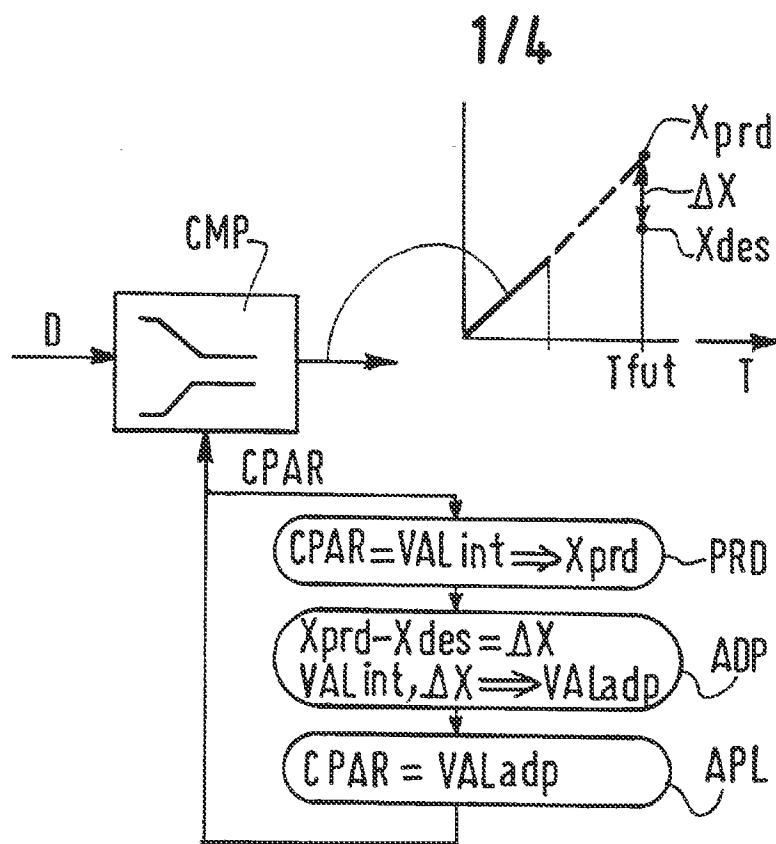 1/4
Xprd
ΔX
Xdes
CMP
D
Tfut
T
CPAR
CPAR=VALint⇒Xprd
PRD
Xprd-Xdes=ΔX
VALint,ΔX⇒VALadp
ADP
CPAR = VALadp
APL